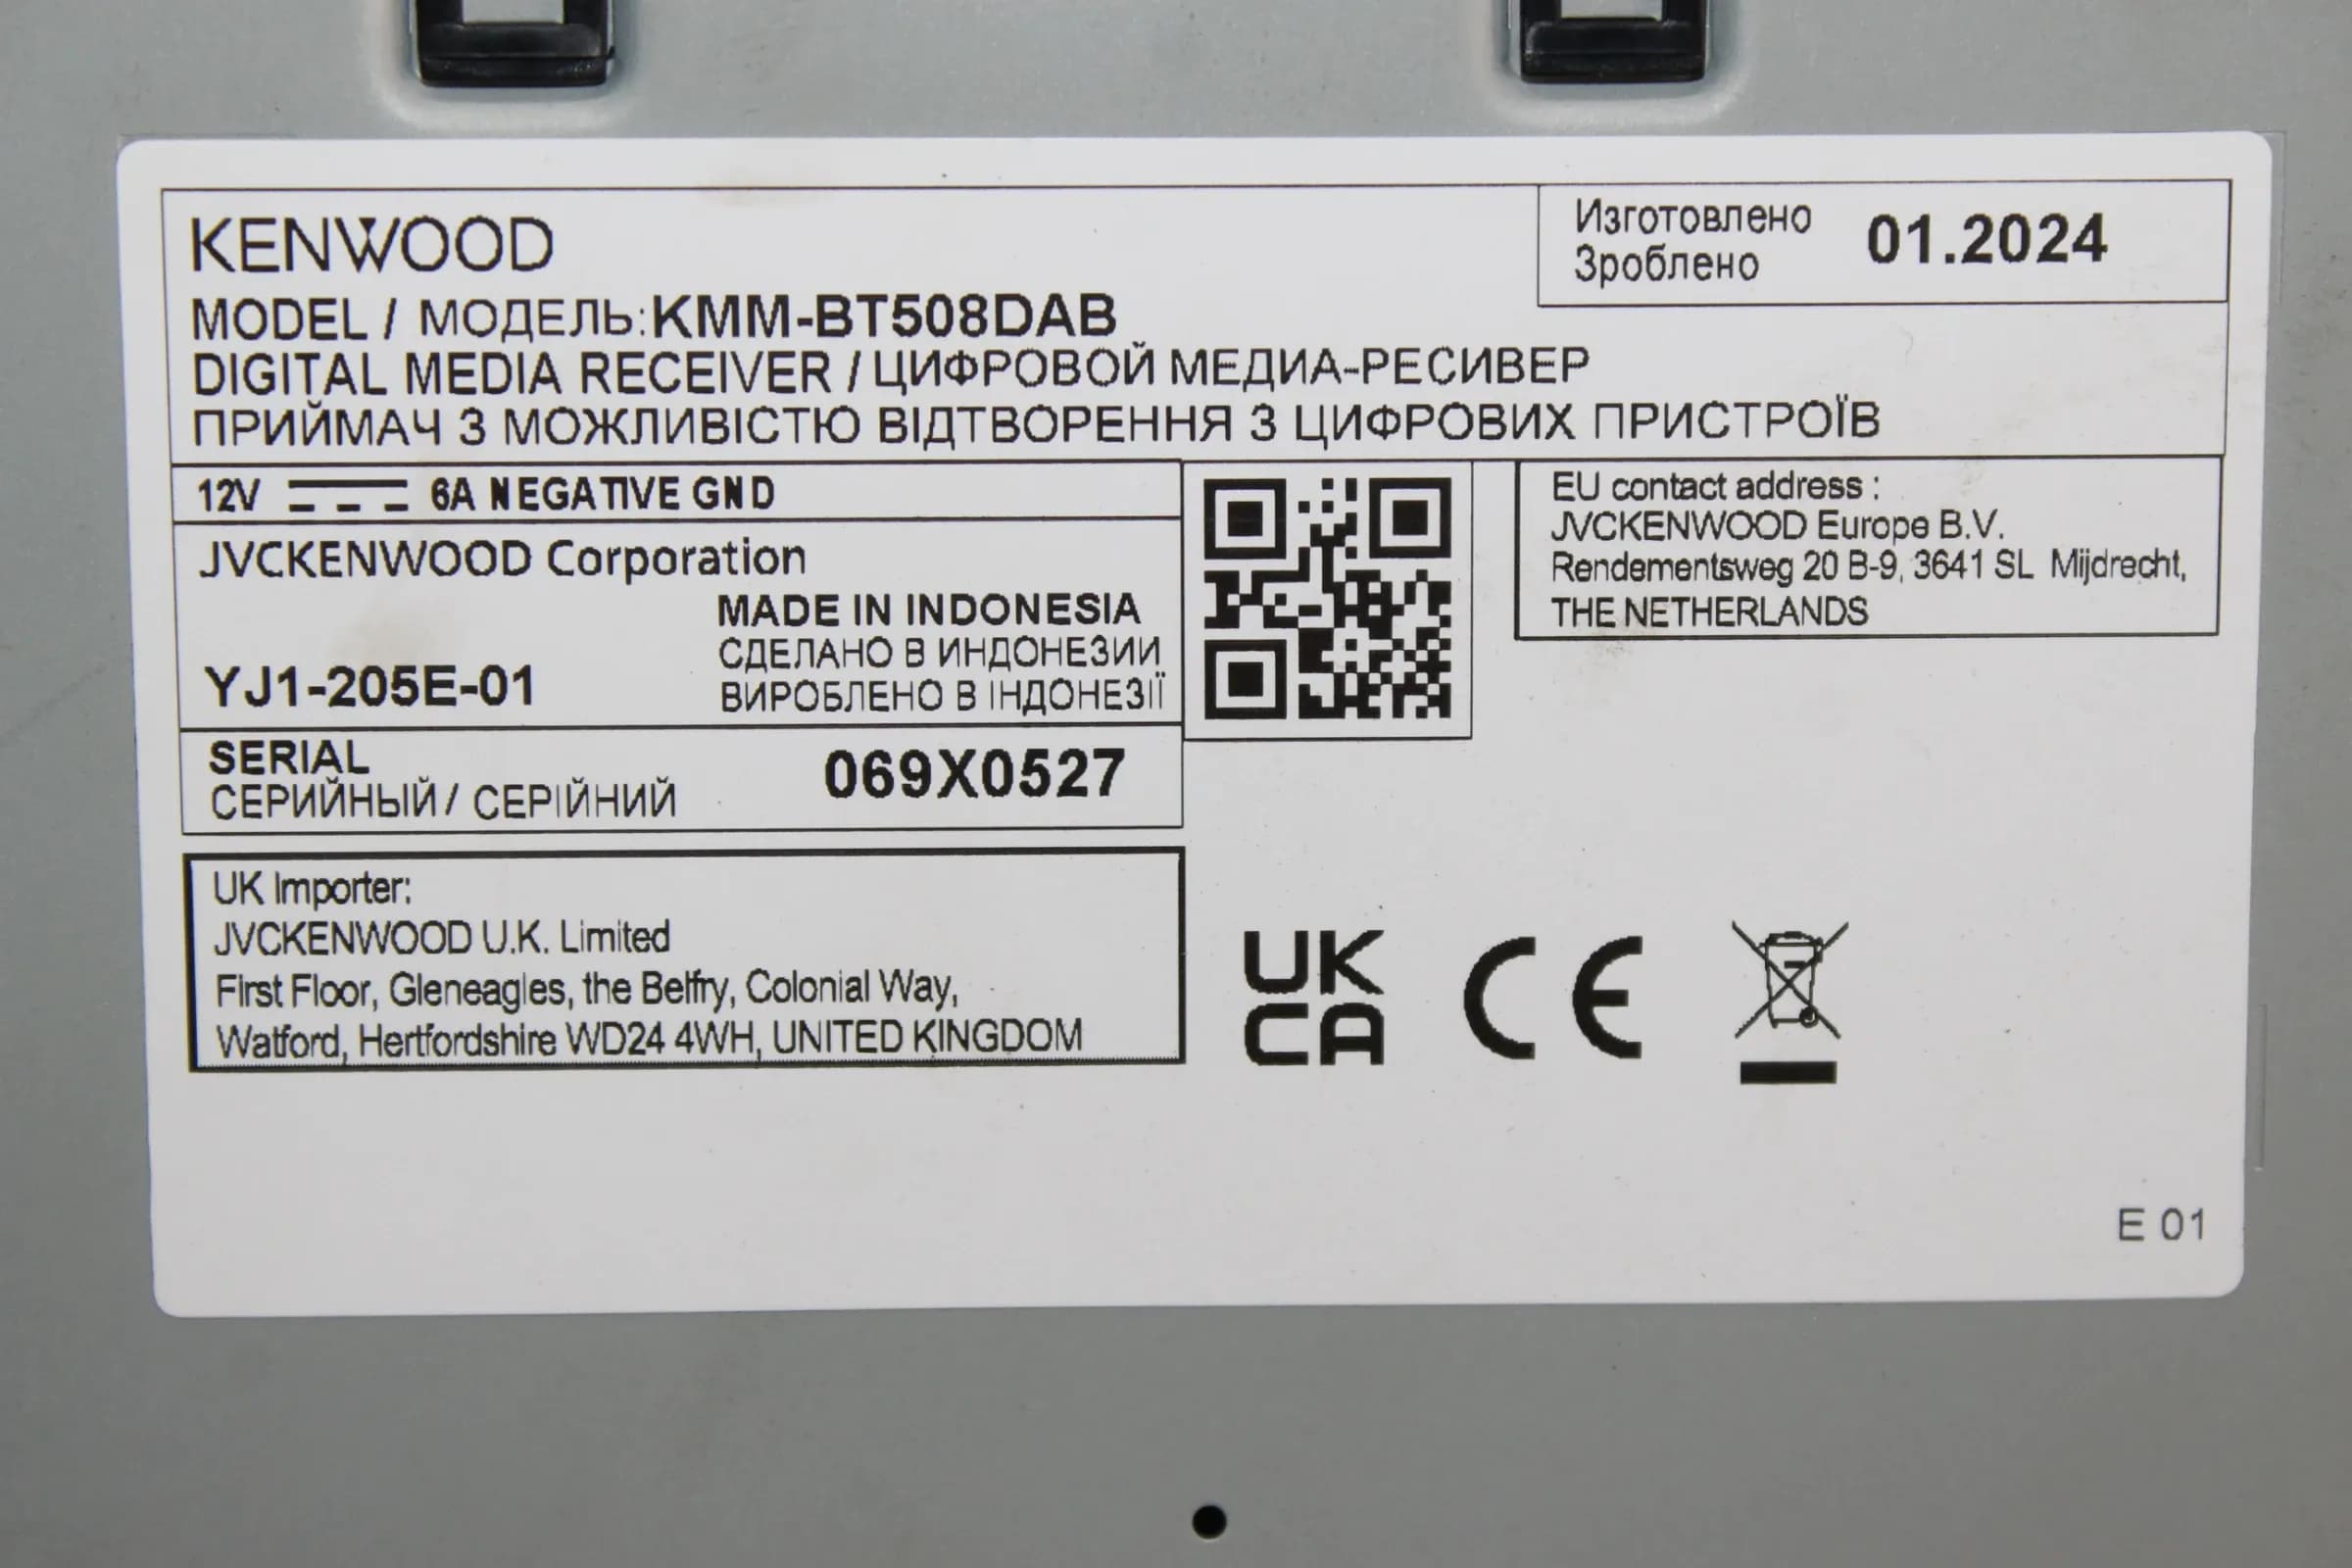 KENWOOD
Изготовлено
Зроблено
01.2024
MODEL / МОДЕЛЬ:KMM-BT508DAB
DIGITAL MEDIA RECEIVER / ЦИФРОВОЙ МЕДИА-РЕСИВЕР
ПРИЙМАЧ З МОЖЛИВІСТЮ ВІДТВОРЕННЯ З ЦИФРОВИХ ПРИСТРОЇВ
12V 6A NEGATIVE GND
JVCKENWOOD Corporation
MADE IN INDONESIA
СДЕЛАНО В ИНДОНЕЗИИ
YJ1-205E-01
ВИРОБЛЕНО В ІНДОНЕЗІЇ
SERIAL
СЕРИЙНЫЙ / СЕРІЙНИЙ
069X0527
EU contact address :
JVCKENWOOD Europe B.V.
Rendementsweg 20 B-9, 3641 SL Mijdrecht,
THE NETHERLANDS
UK Importer:
JVCKENWOOD U.K. Limited
First Floor, Gleneagles, the Belfry, Colonial Way,
Watford, Hertfordshire WD24 4WH, UNITED KINGDOM
UK
CA
CE
E 01